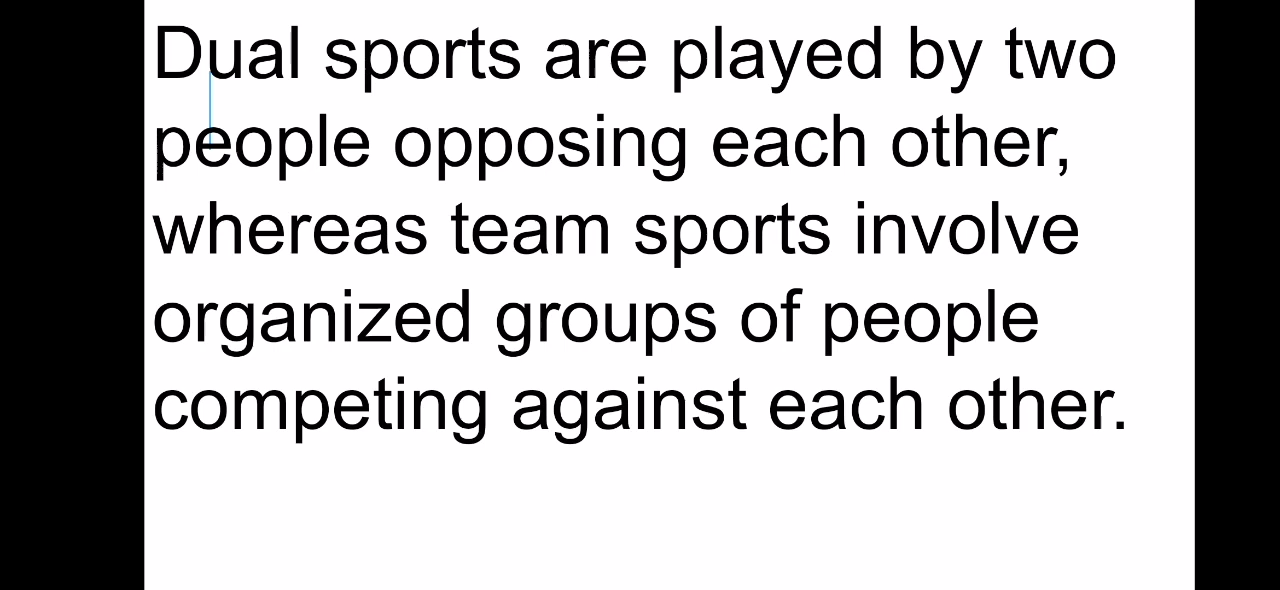 Dual sports are played by two
people opposing each other,
whereas team sports involve
organized groups of people
competing against each other.